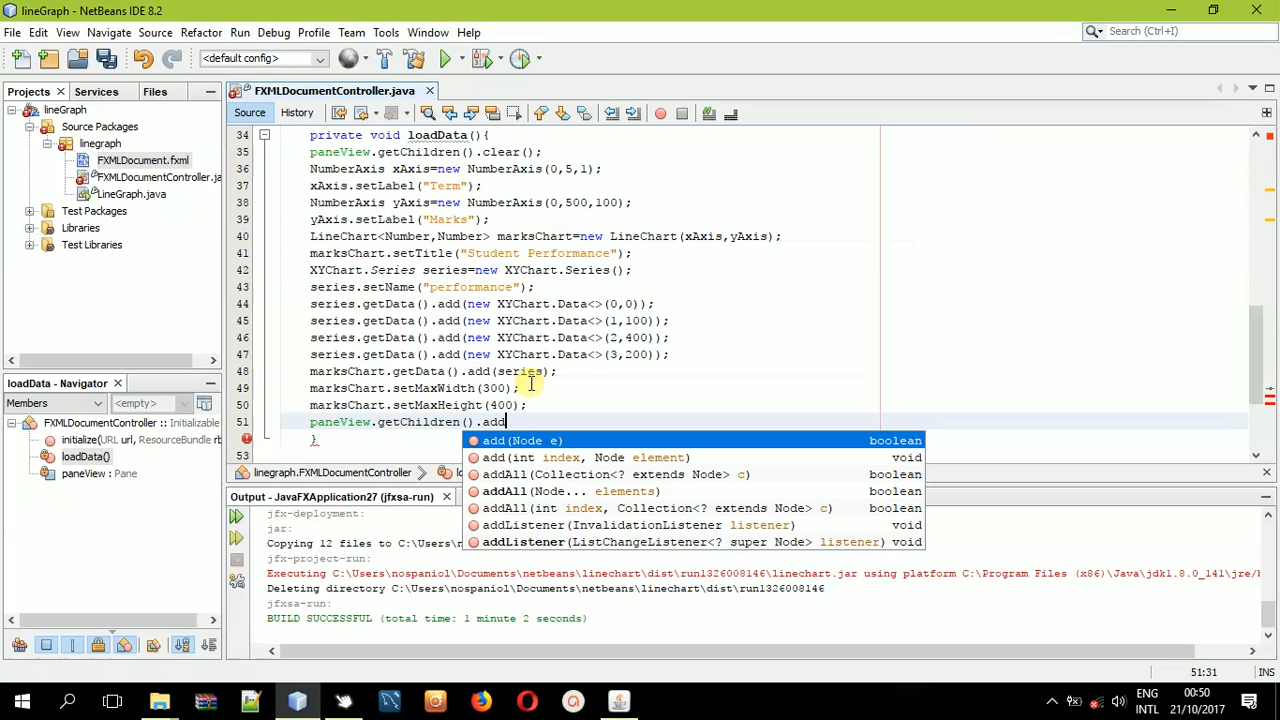 lineGraph - NetBeans IDE 8.2
File Edit View Navigate Source Refactor Run Debug Profile Team Tools Window Help
Search (Ctrl+I)
<default config>
Projects Services Files
FXMLDocumentController.java
lineGraph
Source Packages
linegraph
FXMLDocument.fxml
FXMLDocumentController.ja
LineGraph.java
Test Packages
Libraries
Test Libraries
Source History
34 private void loadData(){
35 paneView.getChildren().clear();
36 NumberAxis xAxis=new NumberAxis(0,5,1);
37 xAxis.setLabel("Term");
38 NumberAxis yAxis=new NumberAxis(0,500,100);
39 yAxis.setLabel("Marks");
40 LineChart<Number,Number> marksChart=new LineChart(xAxis,yAxis);
41 marksChart.setTitle("Student Performance");
42 XYChart.Series series=new XYChart.Series();
43 series.setName("performance");
44 series.getData().add(new XYChart.Data<>(0,0));
45 series.getData().add(new XYChart.Data<>(1,100));
46 series.getData().add(new XYChart.Data<>(2,400));
47 series.getData().add(new XYChart.Data<>(3,200));
48 marksChart.getData().add(series);
49 marksChart.setMaxWidth(300);
50 marksChart.setMaxHeight(400);
51 paneView.getChildren().add
}
53
add(Node e) boolean
add(int index, Node element) void
addAll(Collection<? extends Node> c) boolean
addAll(Node... elements) boolean
addAll(int index, Collection<? extends Node> c) boolean
addListener(InvalidationListener listener) void
addListener(ListChangeListener<? super Node> listener) void
loadData - Navigator
Members <empty>
FXMLDocumentController :: Initializable
initialize(URL url, ResourceBundle rb
loadData()
paneView : Pane
linegraph.FXMLDocumentController
Output - JavaFXApplication27 (jfxsa-run)
jfx-deployment:
jar:
Copying 12 files to C:\Users\n
jfx-project-run:
Executing C:\Users\nospaniol\Documents\netbeans\linechart\dist\run1326008146\linechart.jar using platform C:\Program Files (x86)\Java\jdk1.8.0_141\jre/b
Deleting directory C:\Users\nospaniol\Documents\netbeans\linechart\dist\run1326008146
jfxsa-run:
BUILD SUCCESSFUL (total time: 1 minute 2 seconds)
51:31 INS
ENG
INTL
00:50
21/10/2017